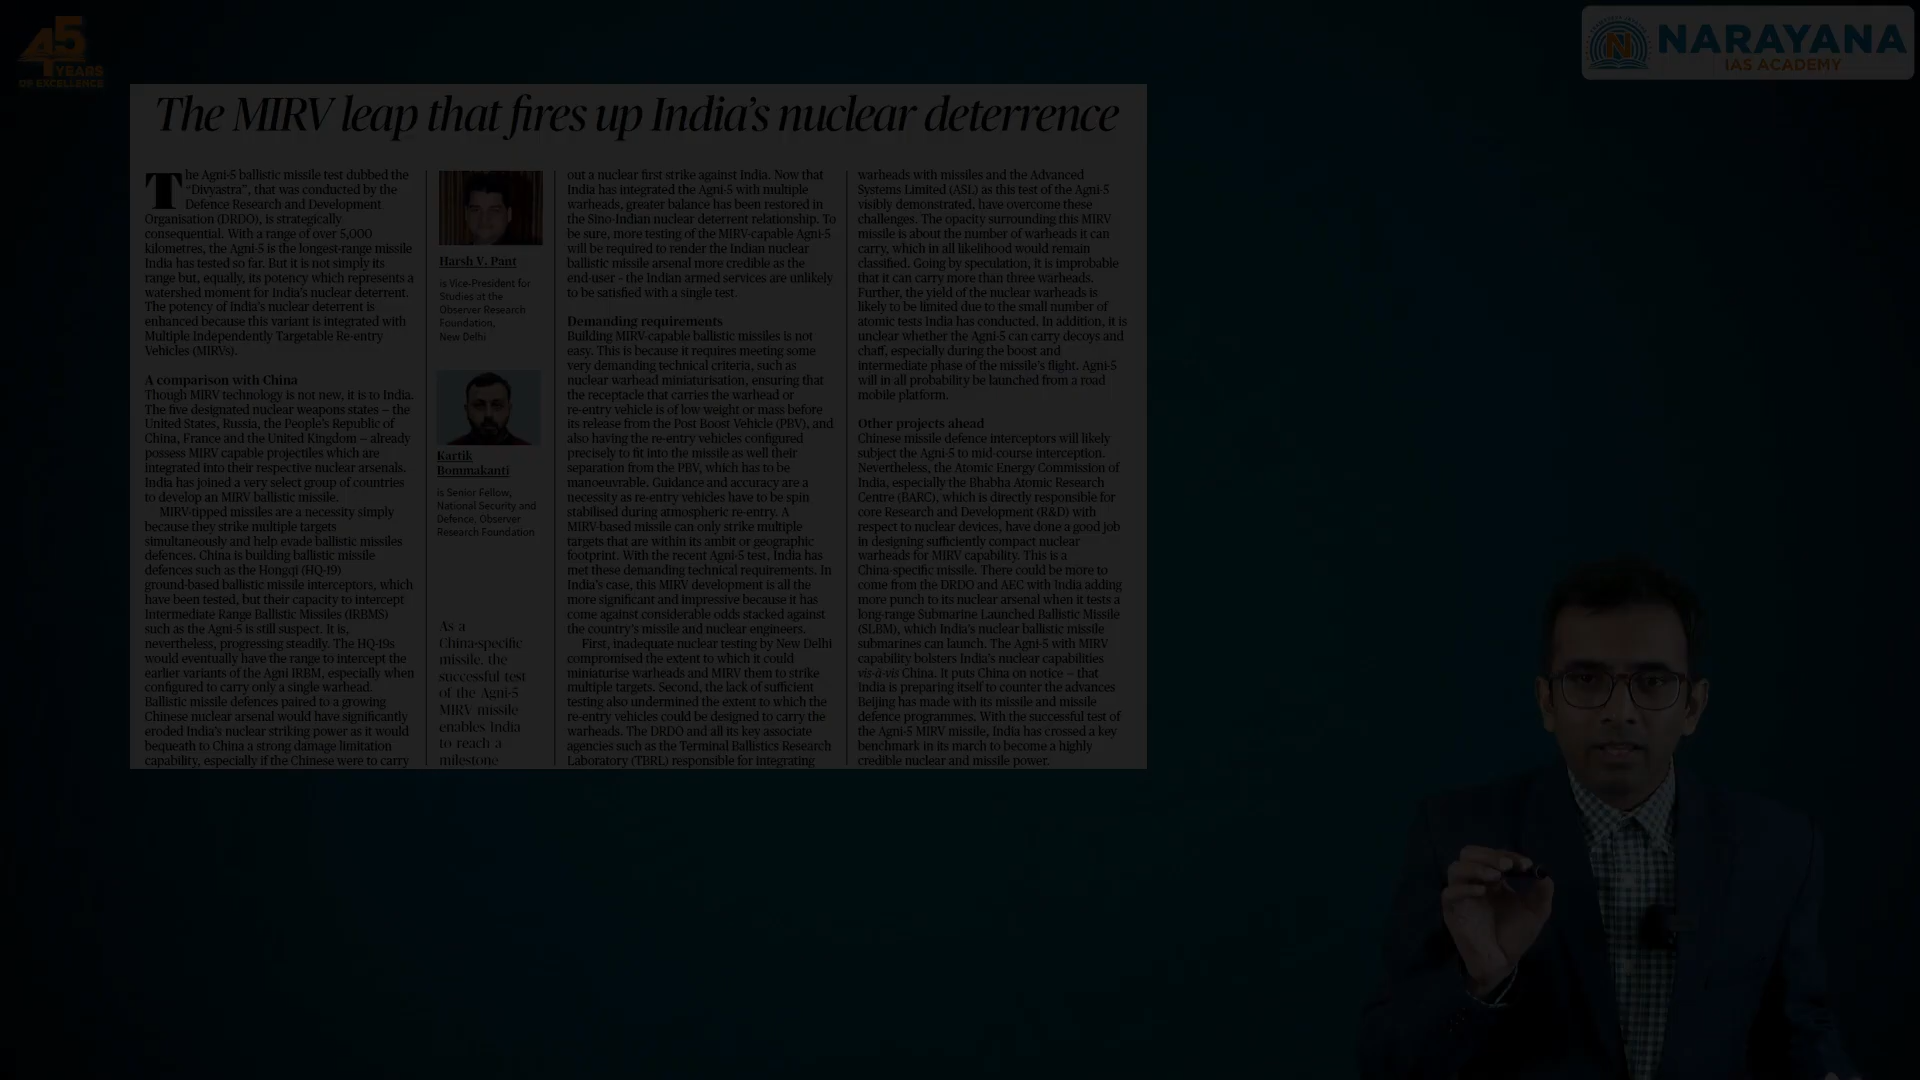 45
YEARS
OF EXCELLENCE
N
NARAYANA
IAS ACADEMY
The MIRV leap that fires up India's nuclear deterrence
The Agni-5 ballistic missile test dubbed the
"Divyastra", that was conducted by the
Defence Research and Development
Organisation (DRDO), is strategically
consequential. With a range of over 5,000
kilometres, the Agni-5 is the longest-range missile
India has tested so far. But it is not simply its
range but, equally, its potency which represents a
watershed moment for India's nuclear deterrent.
The potency of India's nuclear deterrent is
enhanced because this variant is integrated with
Multiple Independently Targetable Re-entry
Vehicles (MIRVs).
A comparison with China
Though MIRV technology is not new, it is to India.
The five designated nuclear weapons states – the
United States, Russia, the People's Republic of
China, France and the United Kingdom – already
possess MIRV capable projectiles which are
integrated into their respective nuclear arsenals.
India has joined a very select group of countries
to develop an MIRV ballistic missile.
MIRV-tipped missiles are a necessity simply
because they strike multiple targets
simultaneously and help evade ballistic missiles
defences. China is building ballistic missile
defences such as the Hongqi (HQ-19)
ground-based ballistic missile interceptors, which
have been tested, but their capacity to intercept
Intermediate Range Ballistic Missiles (IRBMS)
such as the Agni-5 is still suspect. It is,
nevertheless, progressing steadily. The HQ-19s
would eventually have the range to intercept the
earlier variants of the Agni IRBM, especially when
configured to carry only a single warhead.
Ballistic missile defences paired to a growing
Chinese nuclear arsenal would have significantly
eroded India's nuclear striking power as it would
bequeath to China a strong damage limitation
capability, especially if the Chinese were to carry
Harsh V. Pant
is Vice-President for
Studies at the
Observer Research
Foundation,
New Delhi
Kartik
Bommakanti
is Senior Fellow,
National Security and
Defence, Observer
Research Foundation
As a
China-specific
missile, the
successful test
of the Agni-5
MIRV missile
enables India
to reach a
milestone
out a nuclear first strike against India. Now that
India has integrated the Agni-5 with multiple
warheads, greater balance has been restored in
the Sino-Indian nuclear deterrent relationship. To
be sure, more testing of the MIRV-capable Agni-5
will be required to render the Indian nuclear
ballistic missile arsenal more credible as the
end-user – the Indian armed services are unlikely
to be satisfied with a single test.
Demanding requirements
Building MIRV-capable ballistic missiles is not
easy. This is because it requires meeting some
very demanding technical criteria, such as
nuclear warhead miniaturisation, ensuring that
the receptacle that carries the warhead or
re-entry vehicle is of low weight or mass before
its release from the Post Boost Vehicle (PBV), and
also having the re-entry vehicles configured
precisely to fit into the missile as well their
separation from the PBV, which has to be
manoeuvrable. Guidance and accuracy are a
necessity as re-entry vehicles have to be spin
stabilised during atmospheric re-entry. A
MIRV-based missile can only strike multiple
targets that are within its ambit or geographic
footprint. With the recent Agni-5 test, India has
met these demanding technical requirements. In
India's case, this MIRV development is all the
more significant and impressive because it has
come against considerable odds stacked against
the country's missile and nuclear engineers.
First, inadequate nuclear testing by New Delhi
compromised the extent to which it could
miniaturise warheads and MIRV them to strike
multiple targets. Second, the lack of sufficient
testing also undermined the extent to which the
re-entry vehicles could be designed to carry the
warheads. The DRDO and all its key associate
agencies such as the Terminal Ballistics Research
Laboratory (TBRL) responsible for integrating
warheads with missiles and the Advanced
Systems Limited (ASL) as this test of the Agni-5
visibly demonstrated, have overcome these
challenges. The opacity surrounding this MIRV
missile is about the number of warheads it can
carry, which in all likelihood would remain
classified. Going by speculation, it is improbable
that it can carry more than three warheads.
Further, the yield of the nuclear warheads is
likely to be limited due to the small number of
atomic tests India has conducted. In addition, it is
unclear whether the Agni-5 can carry decoys and
chaff, especially during the boost and
intermediate phase of the missile's flight. Agni-5
will in all probability be launched from a road
mobile platform.
Other projects ahead
Chinese missile defence interceptors will likely
subject the Agni-5 to mid-course interception.
Nevertheless, the Atomic Energy Commission of
India, especially the Bhabha Atomic Research
Centre (BARC), which is directly responsible for
core Research and Development (R&D) with
respect to nuclear devices, have done a good job
in designing sufficiently compact nuclear
warheads for MIRV capability. This is a
China-specific missile. There could be more to
come from the DRDO and AEC with India adding
more punch to its nuclear arsenal when it tests a
long-range Submarine Launched Ballistic Missile
(SLBM), which India's nuclear ballistic missile
submarines can launch. The Agni-5 with MIRV
capability bolsters India's nuclear capabilities
vis-à-vis China. It puts China on notice – that
India is preparing itself to counter the advances
Beijing has made with its missile and missile
defence programmes. With the successful test of
the Agni-5 MIRV missile, India has crossed a key
benchmark in its march to become a highly
credible nuclear and missile power.